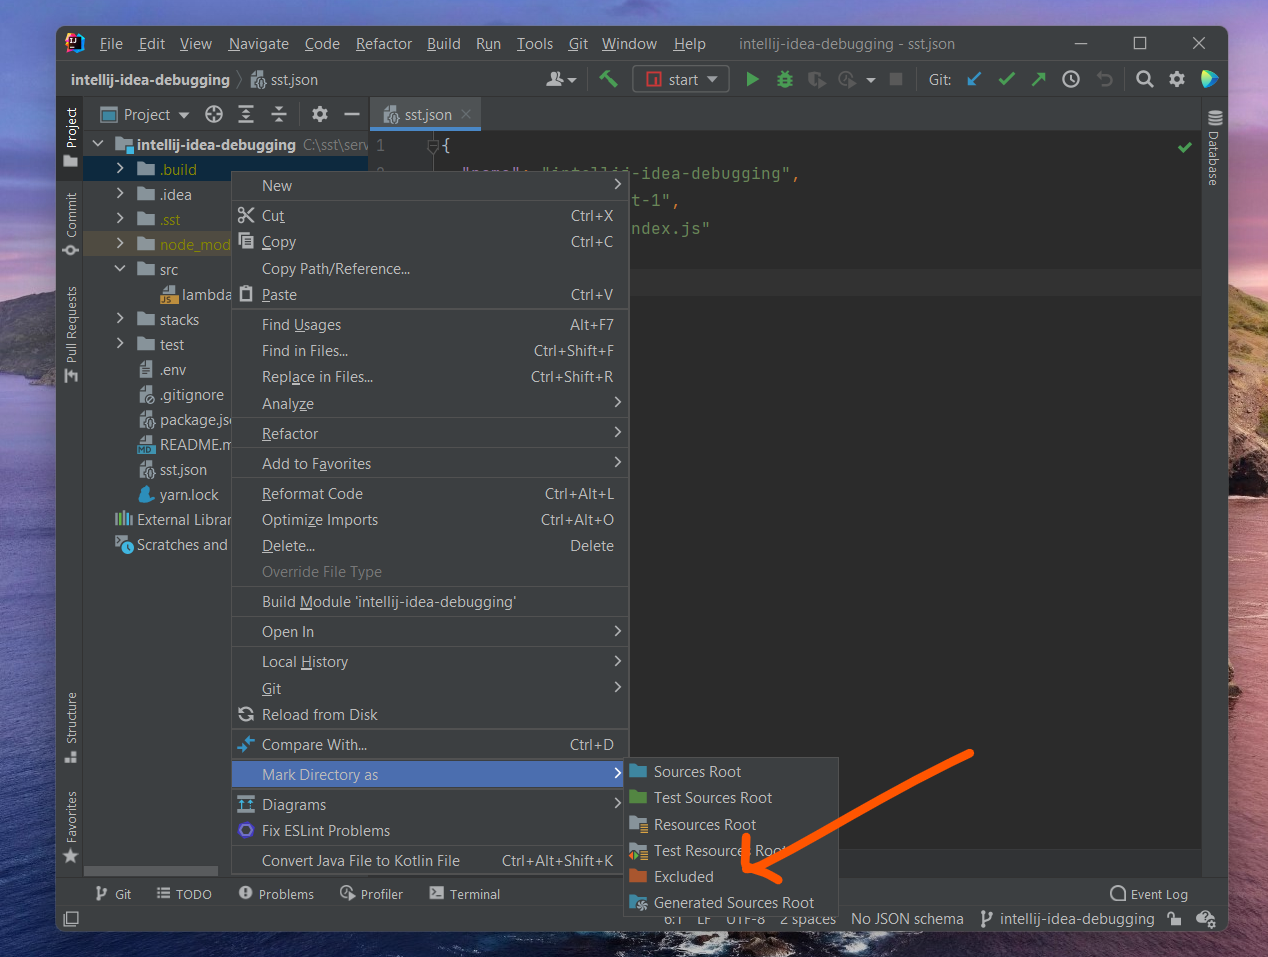 File Edit View Navigate Code Refactor Build Run Tools Git Window Help intellij-idea-debugging - sst.json
intellij-idea-debugging sst.json start Git:
Project
Commit
Pull Requests
Structure
Favorites
Project
intellij-idea-debugging C:\sst\serv
.build
.idea
.sst
node_mod
src
lambda
stacks
test
.env
.gitignore
package.js
README.m
sst.json
yarn.lock
External Librar
Scratches and
sst.json
1 {
-idea-debugging",
t-1",
ndex.js"
Database
New
Cut Ctrl+X
Copy Ctrl+C
Copy Path/Reference...
Paste Ctrl+V
Find Usages Alt+F7
Find in Files... Ctrl+Shift+F
Replace in Files... Ctrl+Shift+R
Analyze
Refactor
Add to Favorites
Reformat Code Ctrl+Alt+L
Optimize Imports Ctrl+Alt+O
Delete... Delete
Override File Type
Build Module 'intellij-idea-debugging'
Open In
Local History
Git
Reload from Disk
Compare With... Ctrl+D
Mark Directory as
Diagrams
Fix ESLint Problems
Convert Java File to Kotlin File Ctrl+Alt+Shift+K
Sources Root
Test Sources Root
Resources Root
Test Resources Root
Excluded
Generated Sources Root
Git TODO Problems Profiler Terminal Event Log
6:1 LF UTF-8 2 spaces No JSON schema intellij-idea-debugging